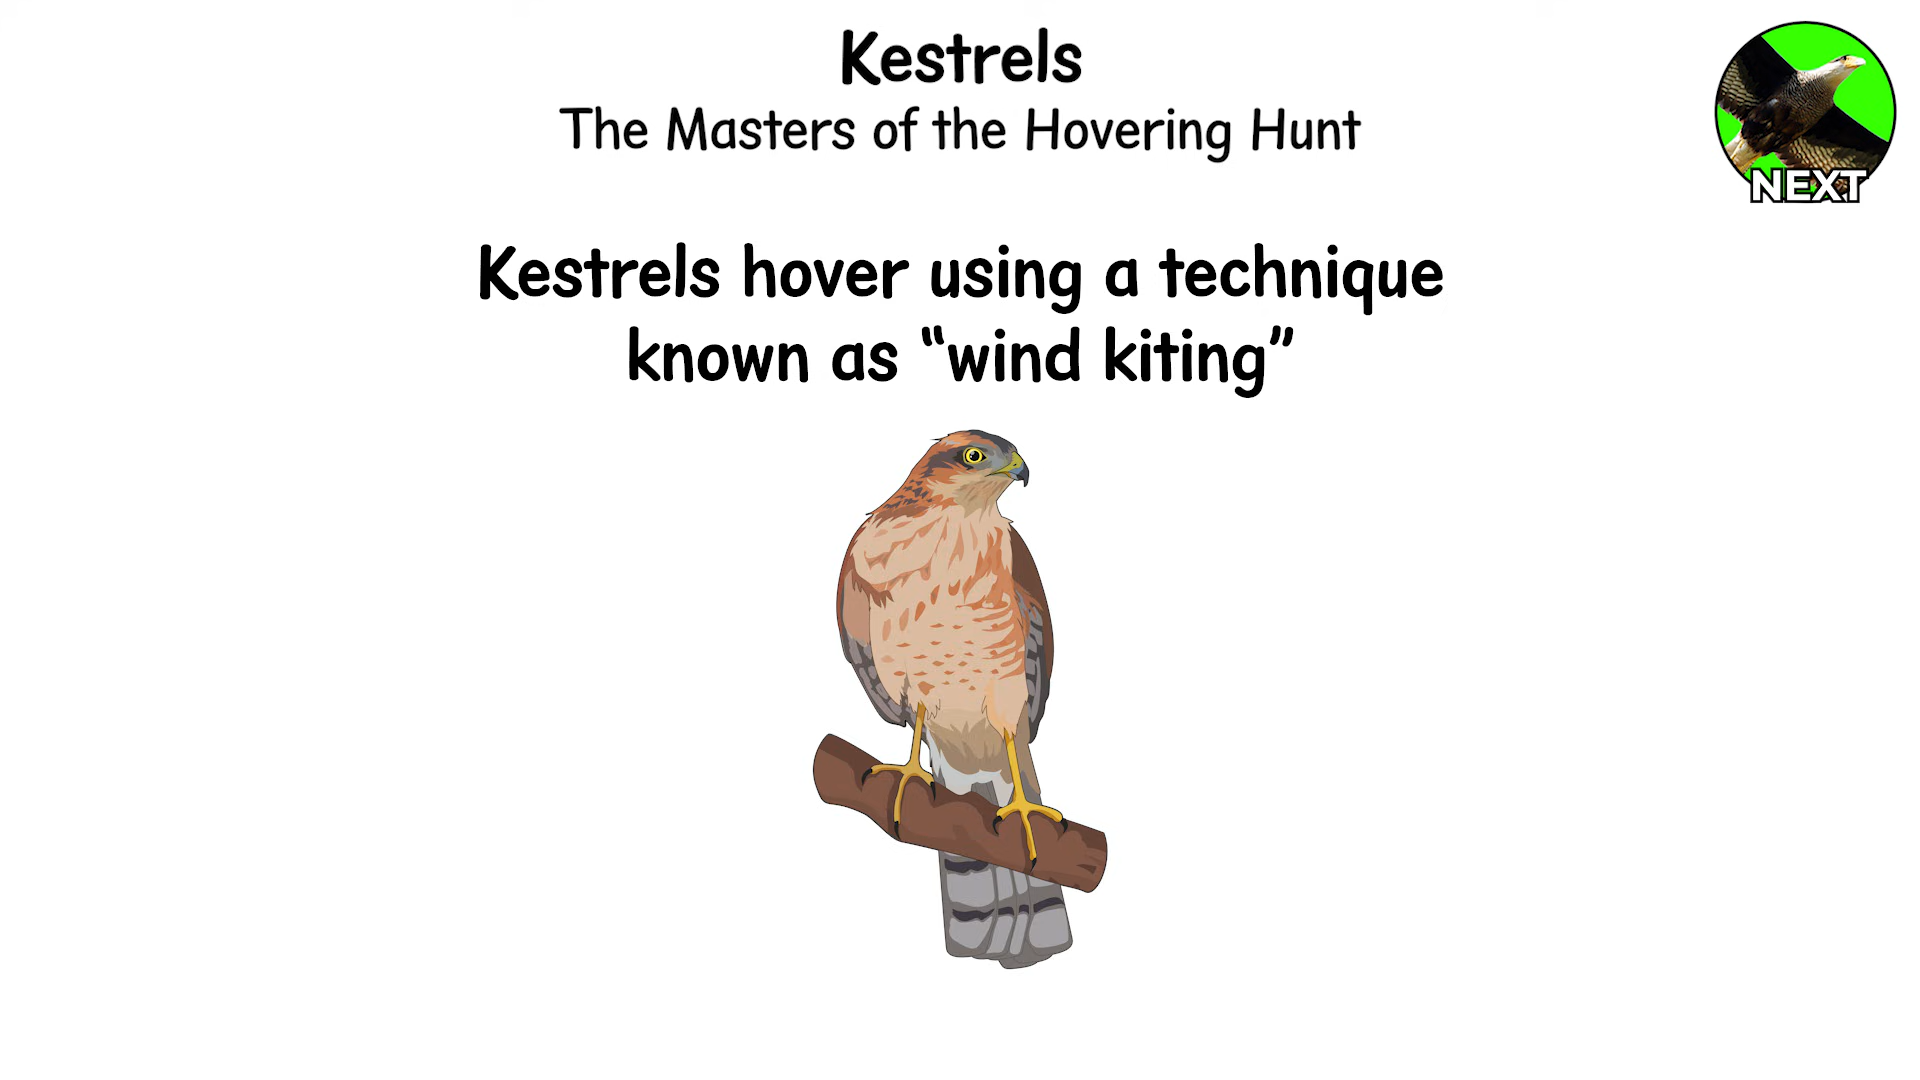 Kestrels
The Masters of the Hovering Hunt
NEXT
Kestrels hover using a technique
known as “wind kiting”